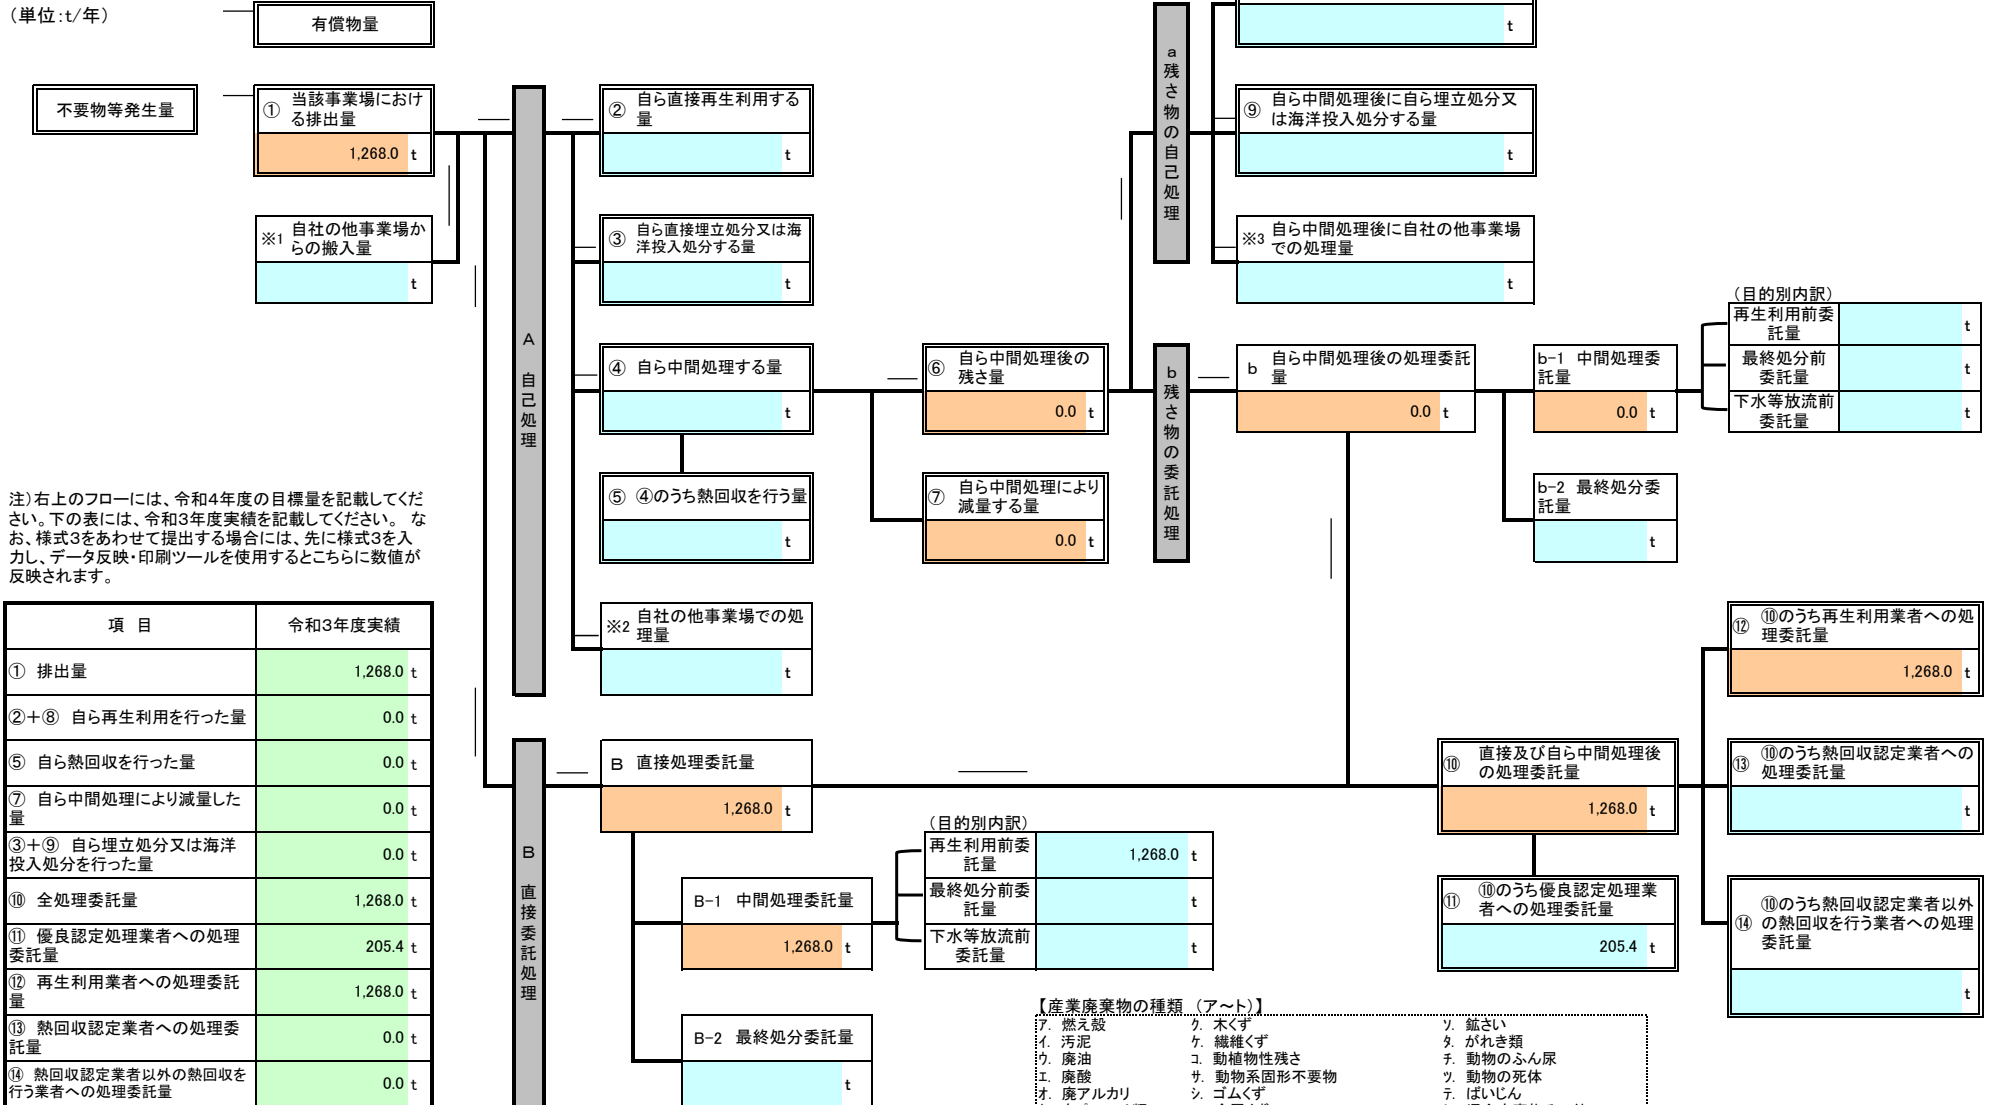 (単位:t/年)
有償物量
t
不要物等発生量
① 当該事業場におけ
る排出量
1,268.0 t
※1 自社の他事業場か
らの搬入量
t
A 自己処理
② 自ら直接再生利用する
量
t
③ 自ら直接埋立処分又は海
洋投入処分する量
t
④ 自ら中間処理する量
t
⑤ ④のうち熱回収を行う量
t
※2 自社の他事業場での処
理量
t
⑥ 自ら中間処理後の
残さ量
0.0 t
⑦ 自ら中間処理により
減量する量
0.0 t
a 残さ物の自己処理
⑨ 自ら中間処理後に自ら埋立処分又
は海洋投入処分する量
t
※3 自ら中間処理後に自社の他事業場
での処理量
t
b 残さ物の委託処理
b 自ら中間処理後の処理委託
量
0.0 t
b-1 中間処理委
託量
0.0 t
b-2 最終処分委
託量
t
(目的別内訳)
再生利用前委
託量
t
最終処分前
委託量
t
下水等放流前
委託量
t
注)右上のフローには、令和4年度の目標量を記載してくだ
さい。下の表には、令和3年度実績を記載してください。 な
お、様式3をあわせて提出する場合には、先に様式3を入
力し、データ反映・印刷ツールを使用するとこちらに数値が
反映されます。
項 目 令和3年度実績
① 排出量 1,268.0 t
②+⑧ 自ら再生利用を行った量 0.0 t
⑤ 自ら熱回収を行った量 0.0 t
⑦ 自ら中間処理により減量した
量 0.0 t
③+⑨ 自ら埋立処分又は海洋
投入処分を行った量 0.0 t
⑩ 全処理委託量 1,268.0 t
⑪ 優良認定処理業者への処理
委託量 205.4 t
⑫ 再生利用業者への処理委託
量 1,268.0 t
⑬ 熱回収認定業者への処理委
託量 0.0 t
⑭ 熱回収認定業者以外の熱回収を
行う業者への処理委託量 0.0 t
B 直接委託処理
B 直接処理委託量
1,268.0 t
B-1 中間処理委託量
1,268.0 t
B-2 最終処分委託量
t
(目的別内訳)
再生利用前委
託量
1,268.0 t
最終処分前委
託量
t
下水等放流前
委託量
t
⑩ 直接及び自ら中間処理後
の処理委託量
1,268.0 t
⑪ ⑩のうち優良認定処理業
者への処理委託量
205.4 t
⑫ ⑩のうち再生利用業者への処
理委託量
1,268.0 t
⑬ ⑩のうち熱回収認定業者への
処理委託量
t
⑭ ⑩のうち熱回収認定業者以外
の熱回収を行う業者への処理
委託量
t
【産業廃棄物の種類 (ア~ト)】
ア. 燃え殻 ク. 木くず ソ. 鉱さい
イ. 汚泥 ケ. 繊維くず タ. がれき類
ウ. 廃油 コ. 動植物性残さ チ. 動物のふん尿
エ. 廃酸 サ. 動物系固形不要物 ツ. 動物の死体
オ. 廃アルカリ シ. ゴムくず テ. ばいじん